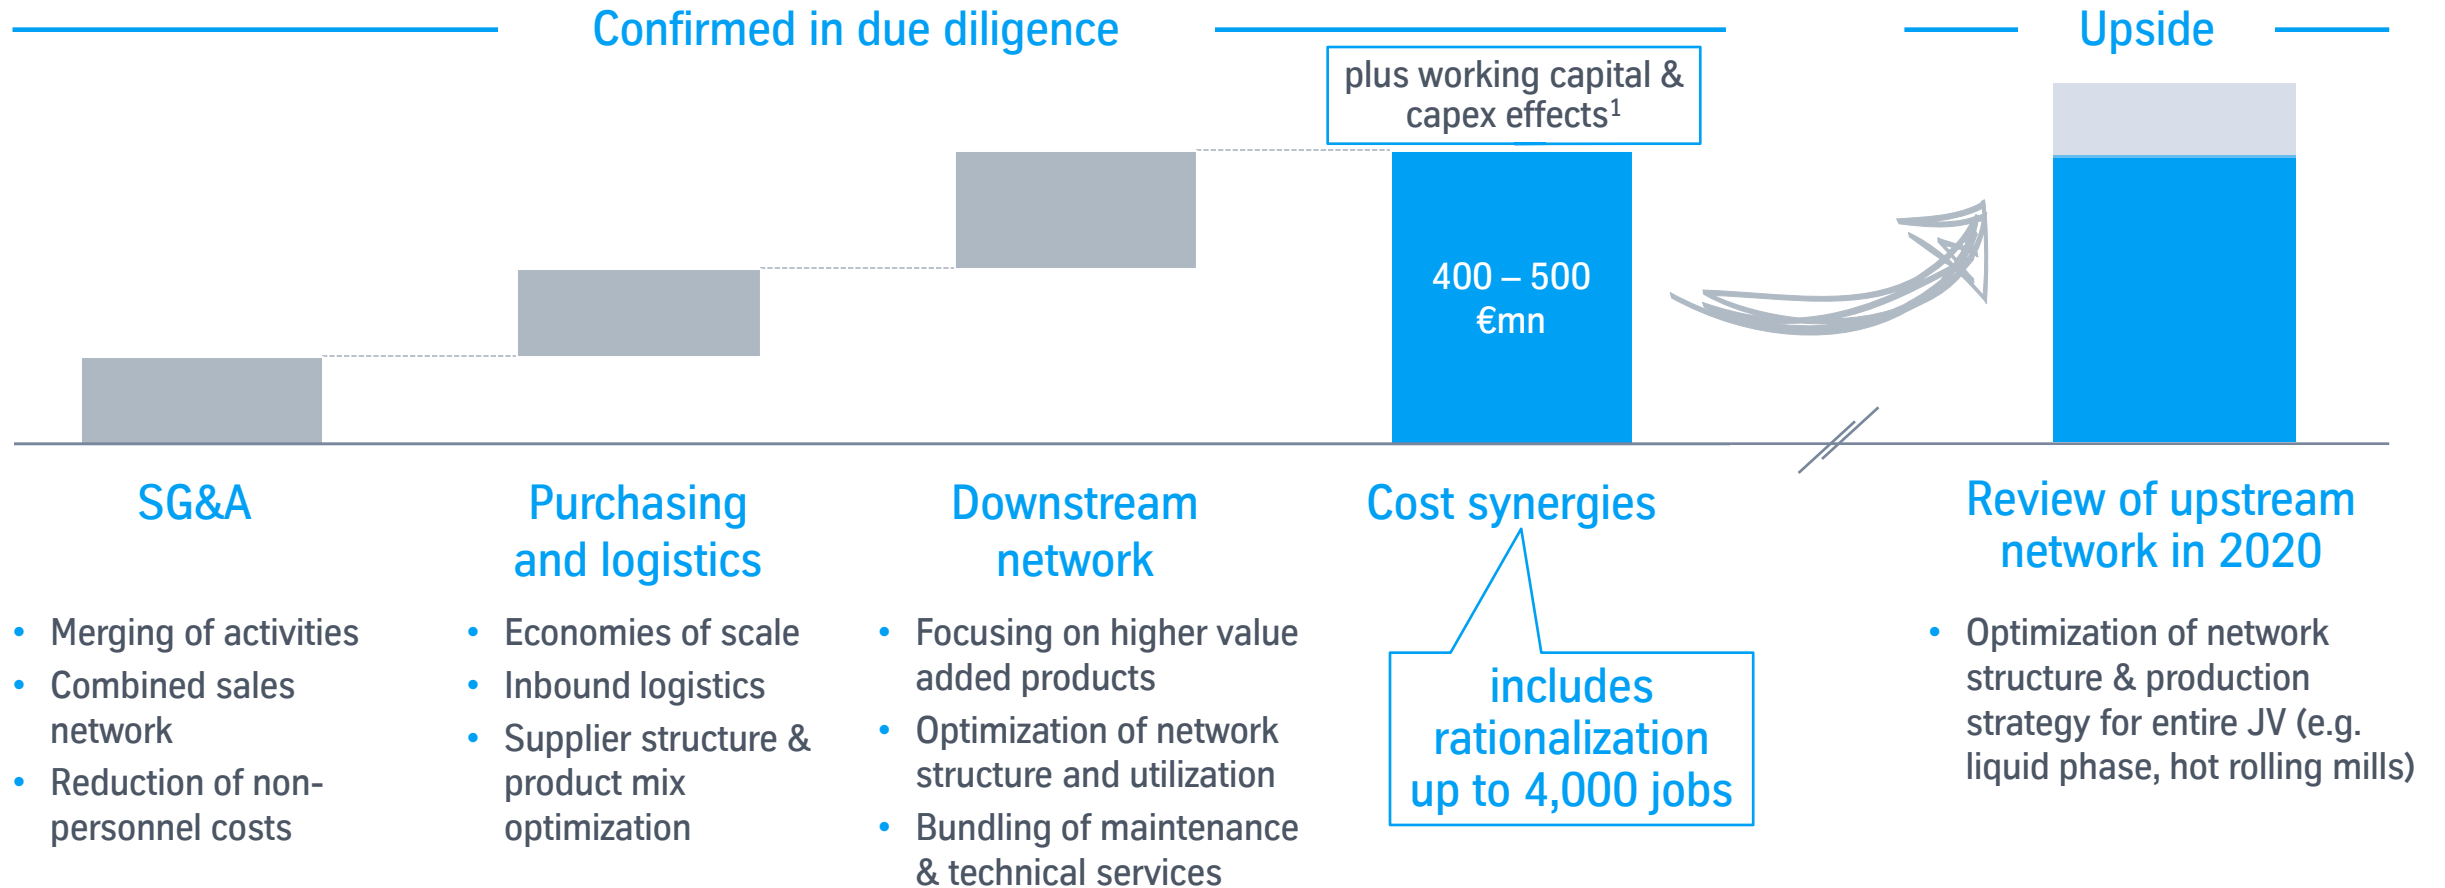 Confirmed in due diligence
Upside
plus working capital &
capex effects¹
400 – 500
€mn
SG&A
• Merging of activities
• Combined sales
network
• Reduction of non-
personnel costs
Purchasing
and logistics
• Economies of scale
• Inbound logistics
• Supplier structure &
product mix
optimization
Downstream
network
• Focusing on higher value
added products
• Optimization of network
structure and utilization
• Bundling of maintenance
& technical services
Cost synergies
includes
rationalization
up to 4,000 jobs
Review of upstream
network in 2020
• Optimization of network
structure & production
strategy for entire JV (e.g.
liquid phase, hot rolling mills)